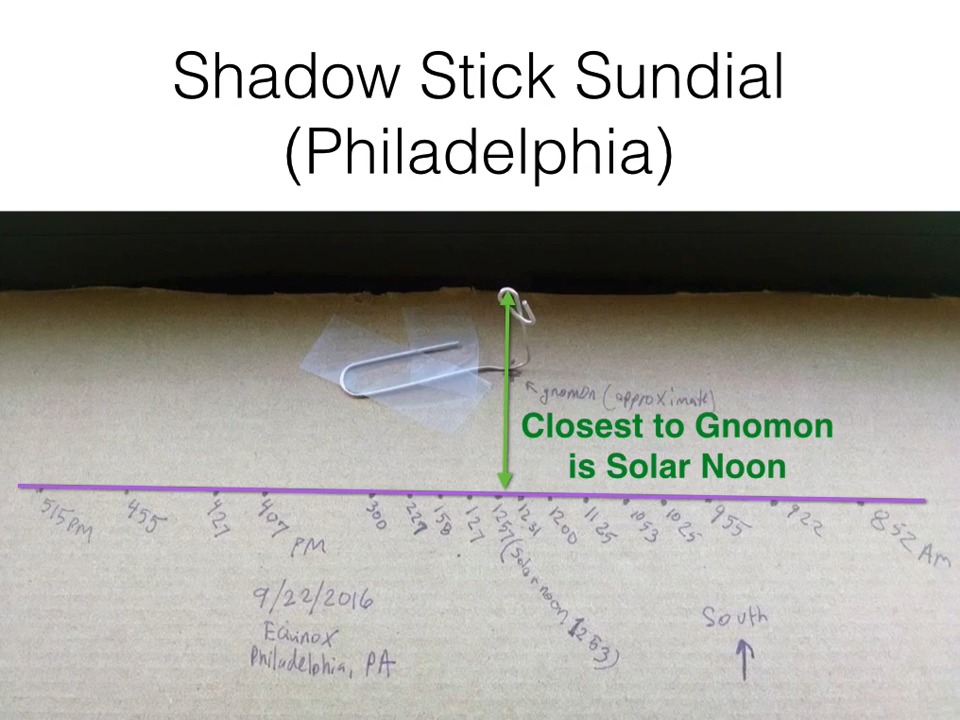 Shadow Stick Sundial
(Philadelphia)
gnomon (approximate)
Closest to Gnomon
is Solar Noon
515PM 455 427 407 PM 300 229 158 127 1257 (Solar noon 1253) 1231 1200 1125 1053 1025 955 922 852 Am
9/22/2016
Equinox
Philadelphia, PA
South